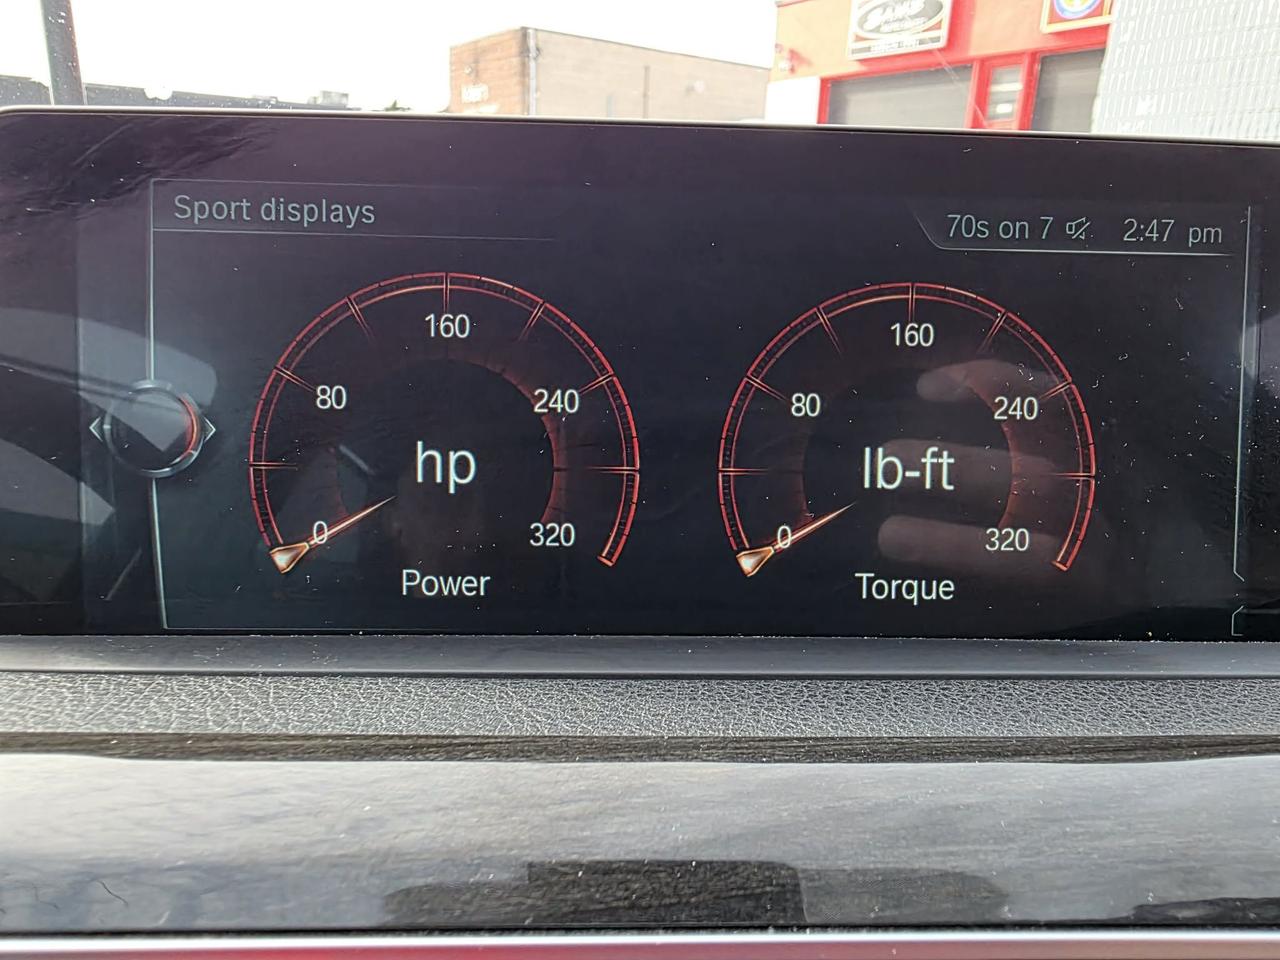 SAM'S
Sport displays
70s on 7 2:47 pm
160
80
240
hp
0
320
Power
160
80
240
lb-ft
0
320
Torque